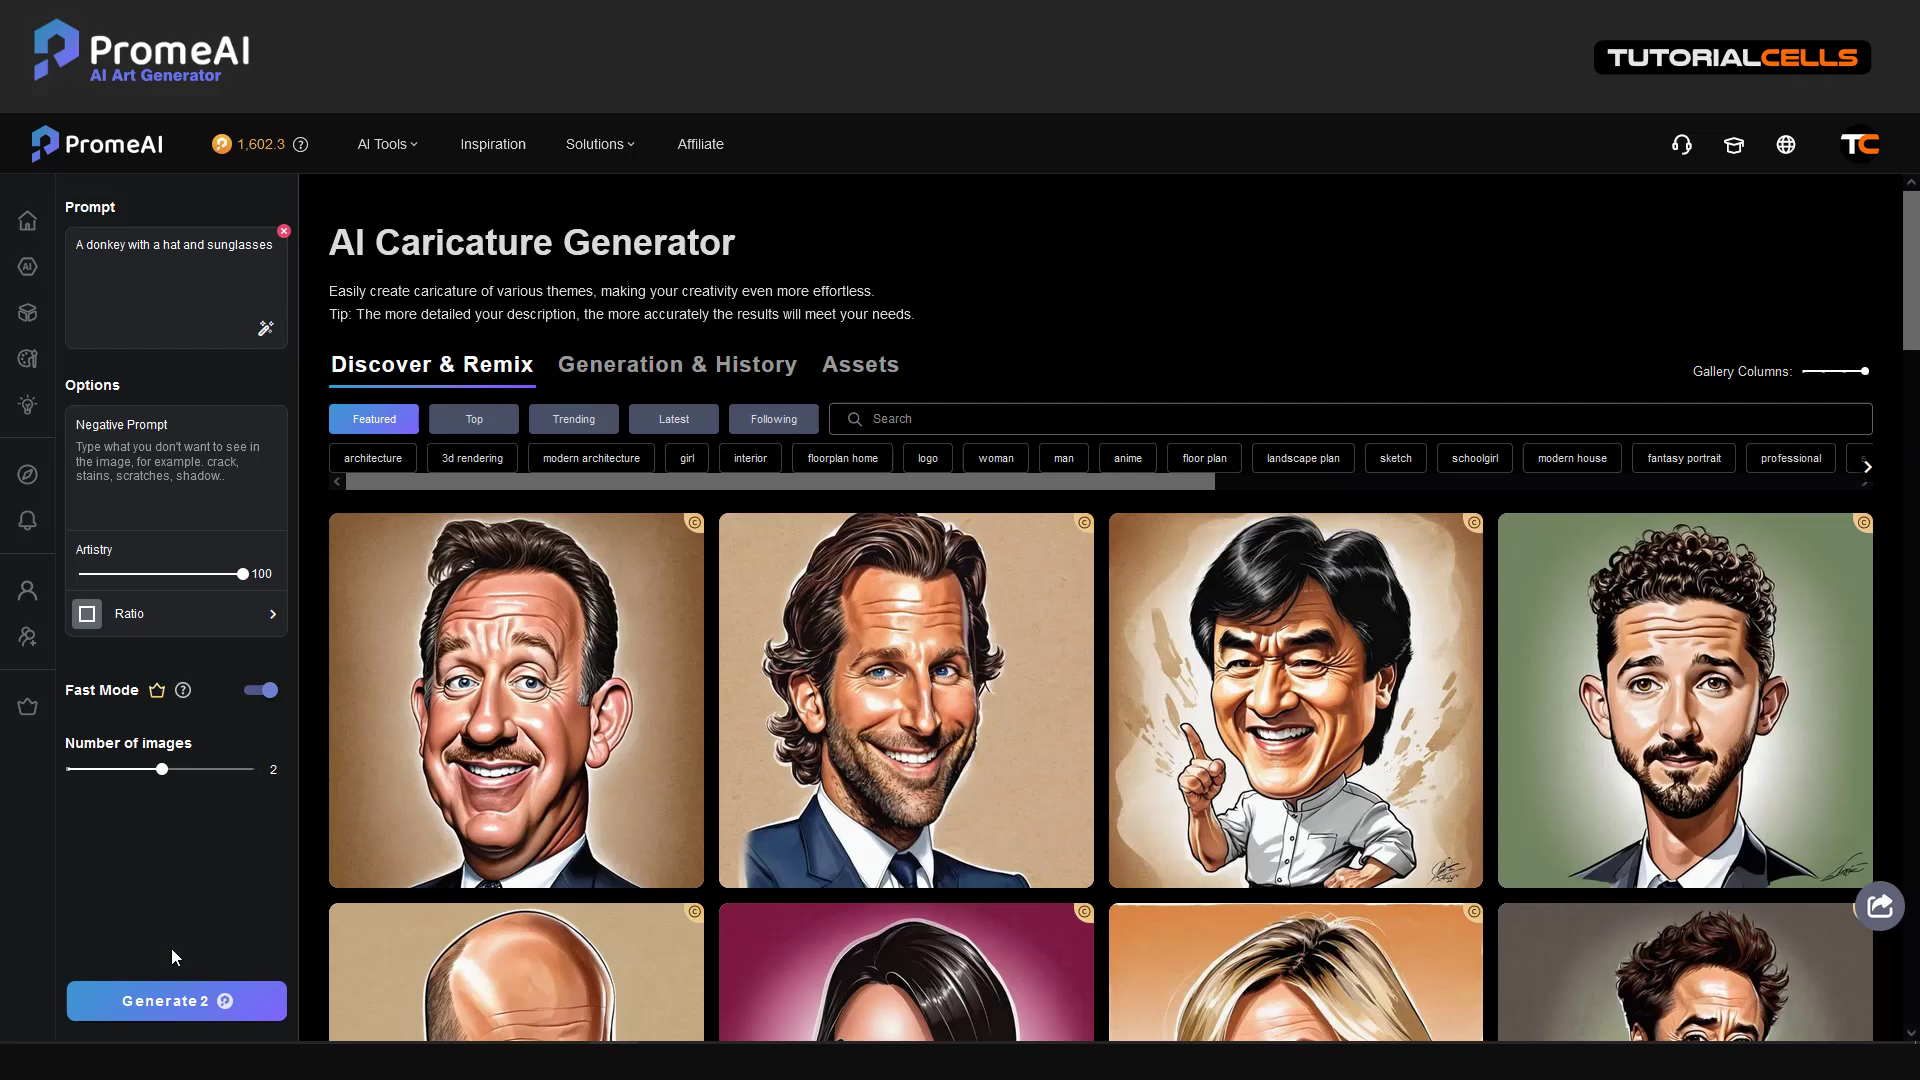 PromeAI
AI Art Generator
TUTORIALCELLS
PromeAI
1,602.3
AI Tools
Inspiration
Solutions
Affiliate
TC
Prompt
A donkey with a hat and sunglasses
Options
Negative Prompt
Type what you don't want to see in
the image, for example. crack,
stains, scratches, shadow..
Artistry
100
Ratio
Fast Mode
Number of images
2
Generate 2
AI Caricature Generator
Easily create caricature of various themes, making your creativity even more effortless.
Tip: The more detailed your description, the more accurately the results will meet your needs.
Discover & Remix
Generation & History
Assets
Gallery Columns:
Featured
Top
Trending
Latest
Following
Search
architecture
3d rendering
modern architecture
girl
interior
floorplan home
logo
woman
man
anime
floor plan
landscape plan
sketch
schoolgirl
modern house
fantasy portrait
professional